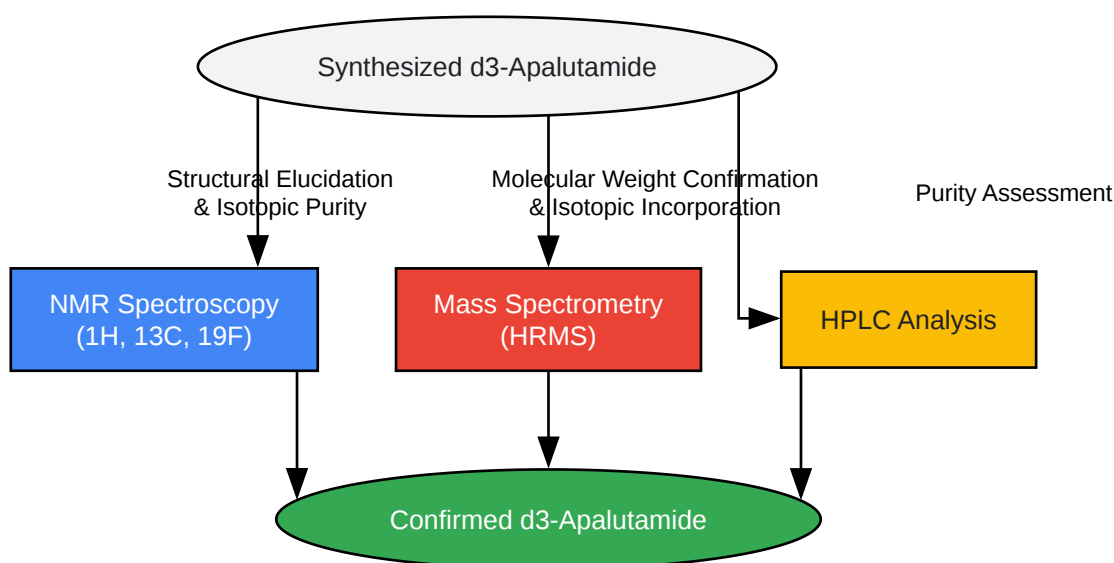 Synthesized d3-Apalutamide
Structural Elucidation
& Isotopic Purity
Molecular Weight Confirmation
& Isotopic Incorporation
Purity Assessment
NMR Spectroscopy
(1H, 13C, 19F)
Mass Spectrometry
(HRMS)
HPLC Analysis
Confirmed d3-Apalutamide